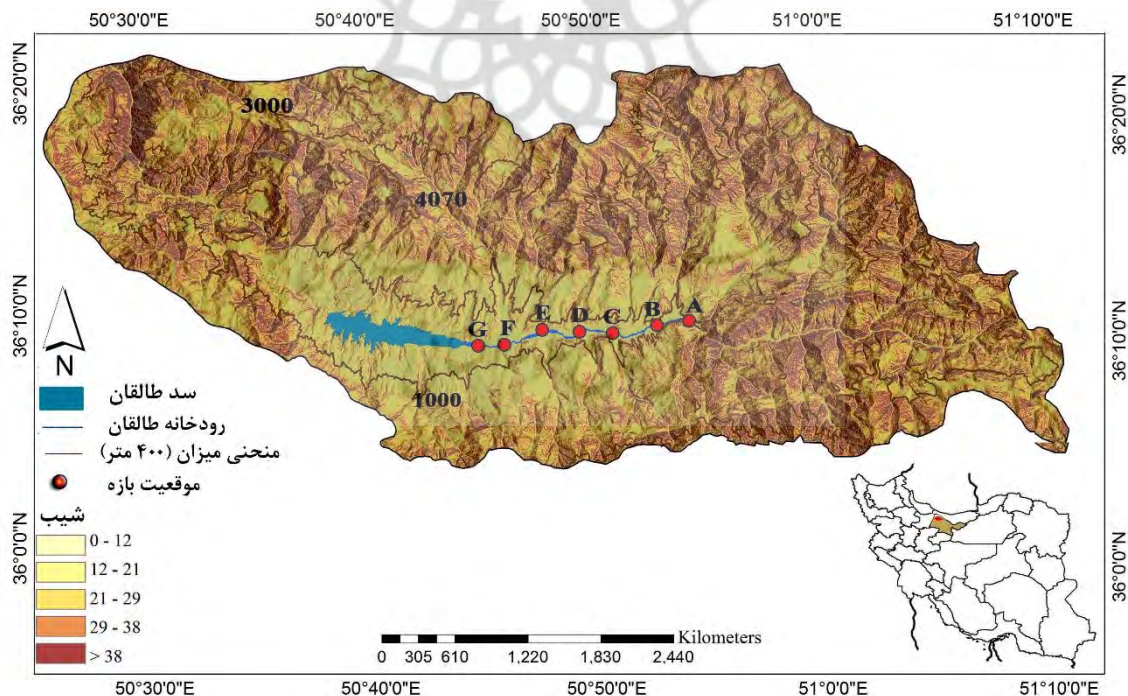 50°30'0"E 50°40'0"E 50°50'0"E 51°0'0"E 51°10'0"E
36°20'0"N
36°20'0"N
3000
4070
36°10'0"N
36°10'0"N
G F E D C B A
N
1000
سد طالقان
رودخانه طالقان
منحنی میزان (۴۰۰ متر)
موقعیت بازه
شیب
0 - 12
12 - 21
21 - 29
29 - 38
> 38
36°0'0"N
36°0'0"N
Kilometers
0 305 610 1,220 1,830 2,440
50°30'0"E 50°40'0"E 50°50'0"E 51°0'0"E 51°10'0"E